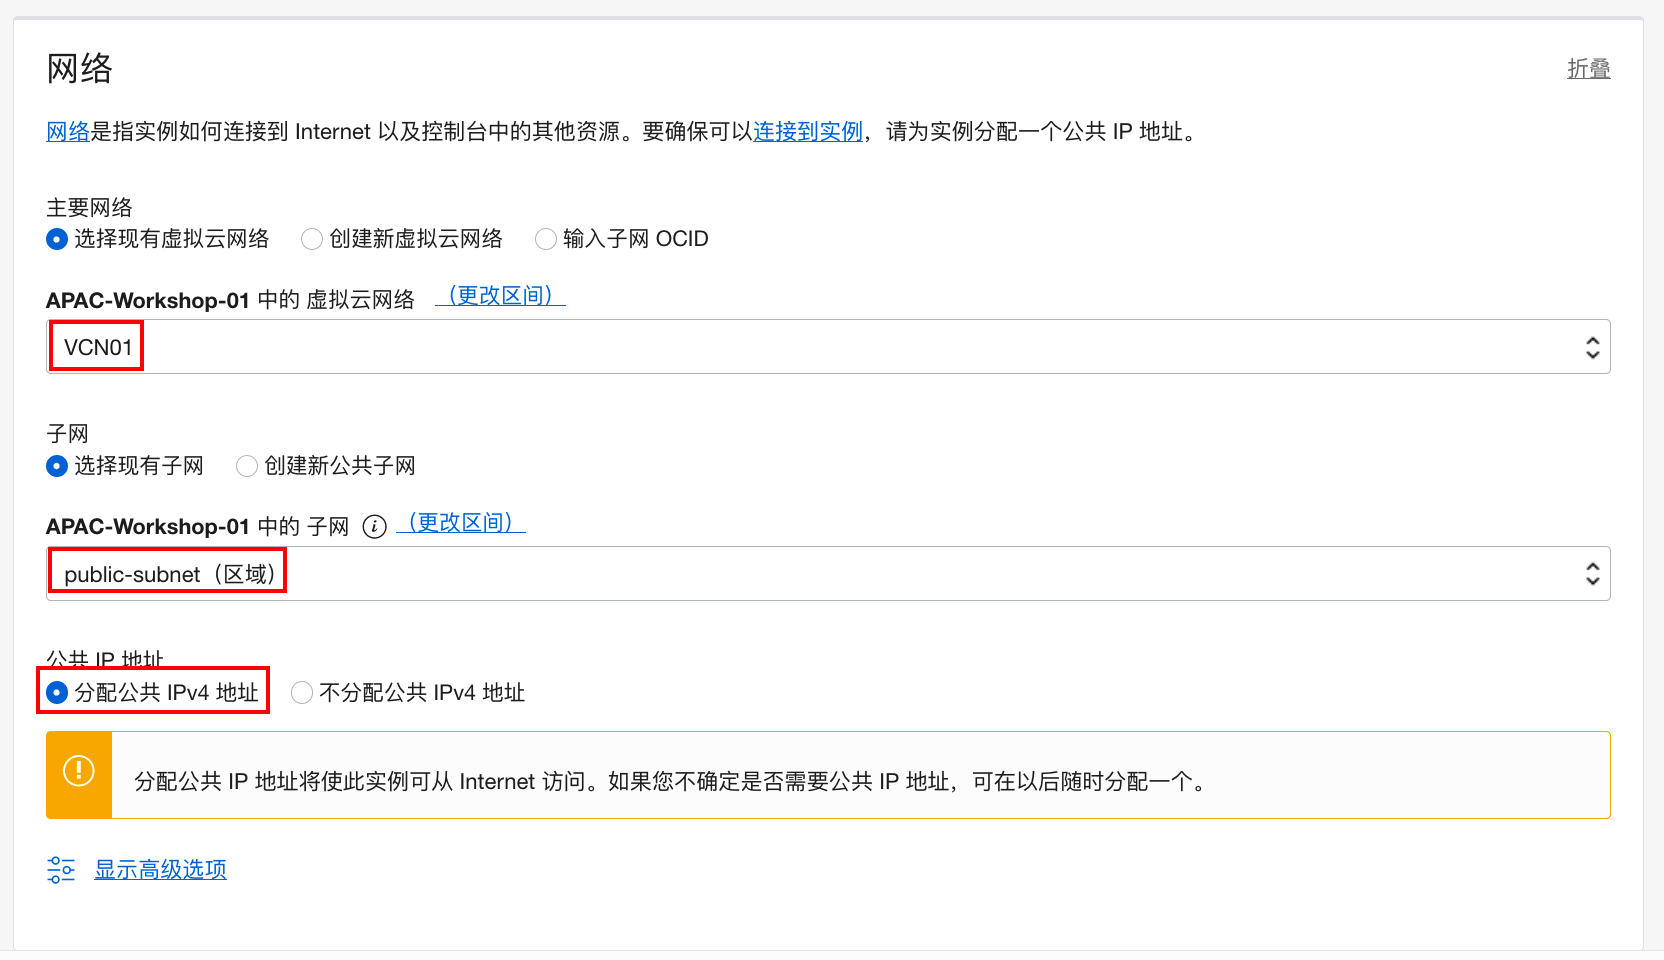 网络
折叠
网络是指实例如何连接到 Internet 以及控制台中的其他资源。要确保可以连接到实例，请为实例分配一个公共 IP 地址。
主要网络
选择现有虚拟云网络 创建新虚拟云网络 输入子网 OCID
APAC-Workshop-01 中的 虚拟云网络 （更改区间）
VCN01
子网
选择现有子网 创建新公共子网
APAC-Workshop-01 中的 子网 （更改区间）
public-subnet（区域）
公共 IP 地址
分配公共 IPv4 地址 不分配公共 IPv4 地址
分配公共 IP 地址将使此实例可从 Internet 访问。如果您不确定是否需要公共 IP 地址，可在以后随时分配一个。
显示高级选项